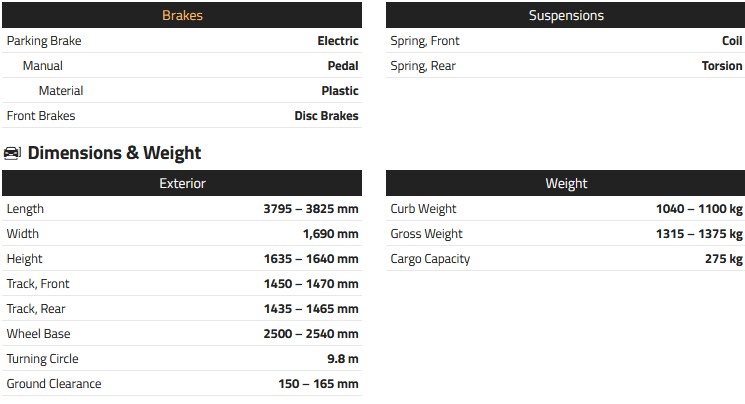 Brakes
Parking Brake Electric
Manual Pedal
Material Plastic
Front Brakes Disc Brakes
Suspensions
Spring, Front Coil
Spring, Rear Torsion
Dimensions & Weight
Exterior
Length 3795 – 3825 mm
Width 1,690 mm
Height 1635 – 1640 mm
Track, Front 1450 – 1470 mm
Track, Rear 1435 – 1465 mm
Wheel Base 2500 – 2540 mm
Turning Circle 9.8 m
Ground Clearance 150 – 165 mm
Weight
Curb Weight 1040 – 1100 kg
Gross Weight 1315 – 1375 kg
Cargo Capacity 275 kg